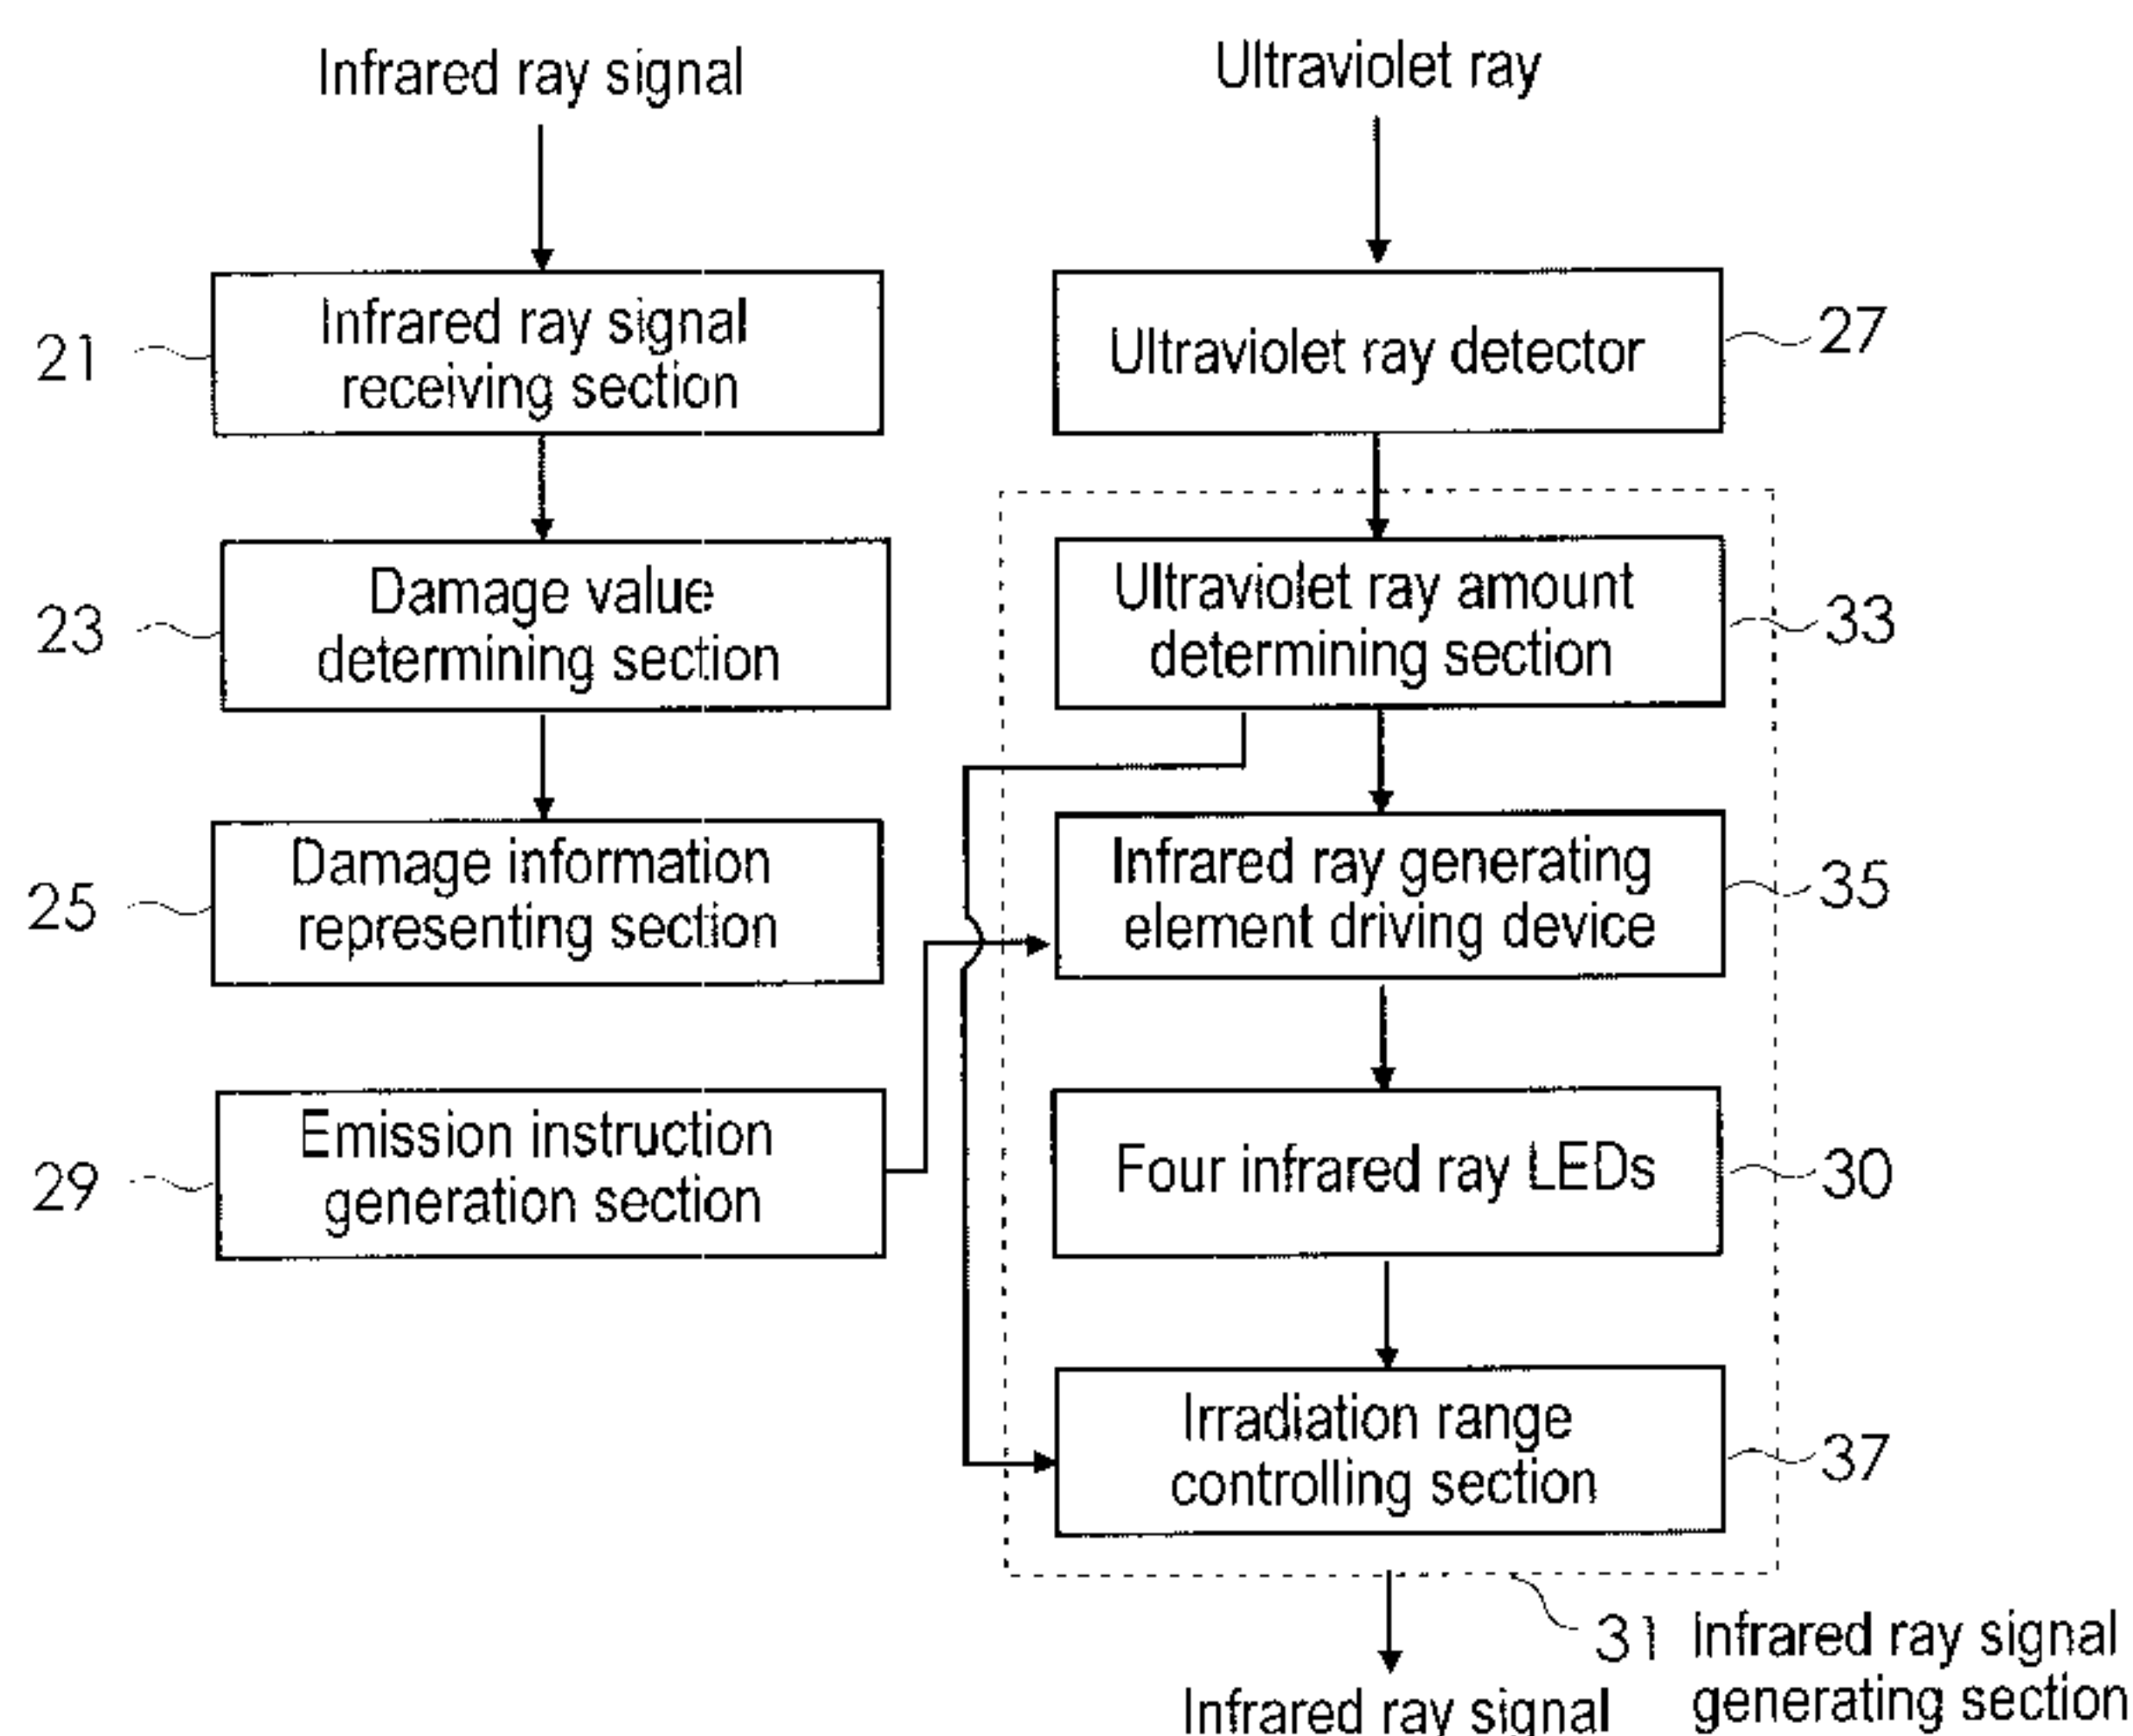 Infrared ray signal
Ultraviolet ray
21
Infrared ray signal
receiving section
Ultraviolet ray detector
27
23
Damage value
determining section
Ultraviolet ray amount
determining section
33
25
Damage information
representing section
Infrared ray generating
element driving device
35
29
Emission instruction
generation section
Four infrared ray LEDs
30
Irradiation range
controlling section
37
31 Infrared ray signal
generating section
Infrared ray signal